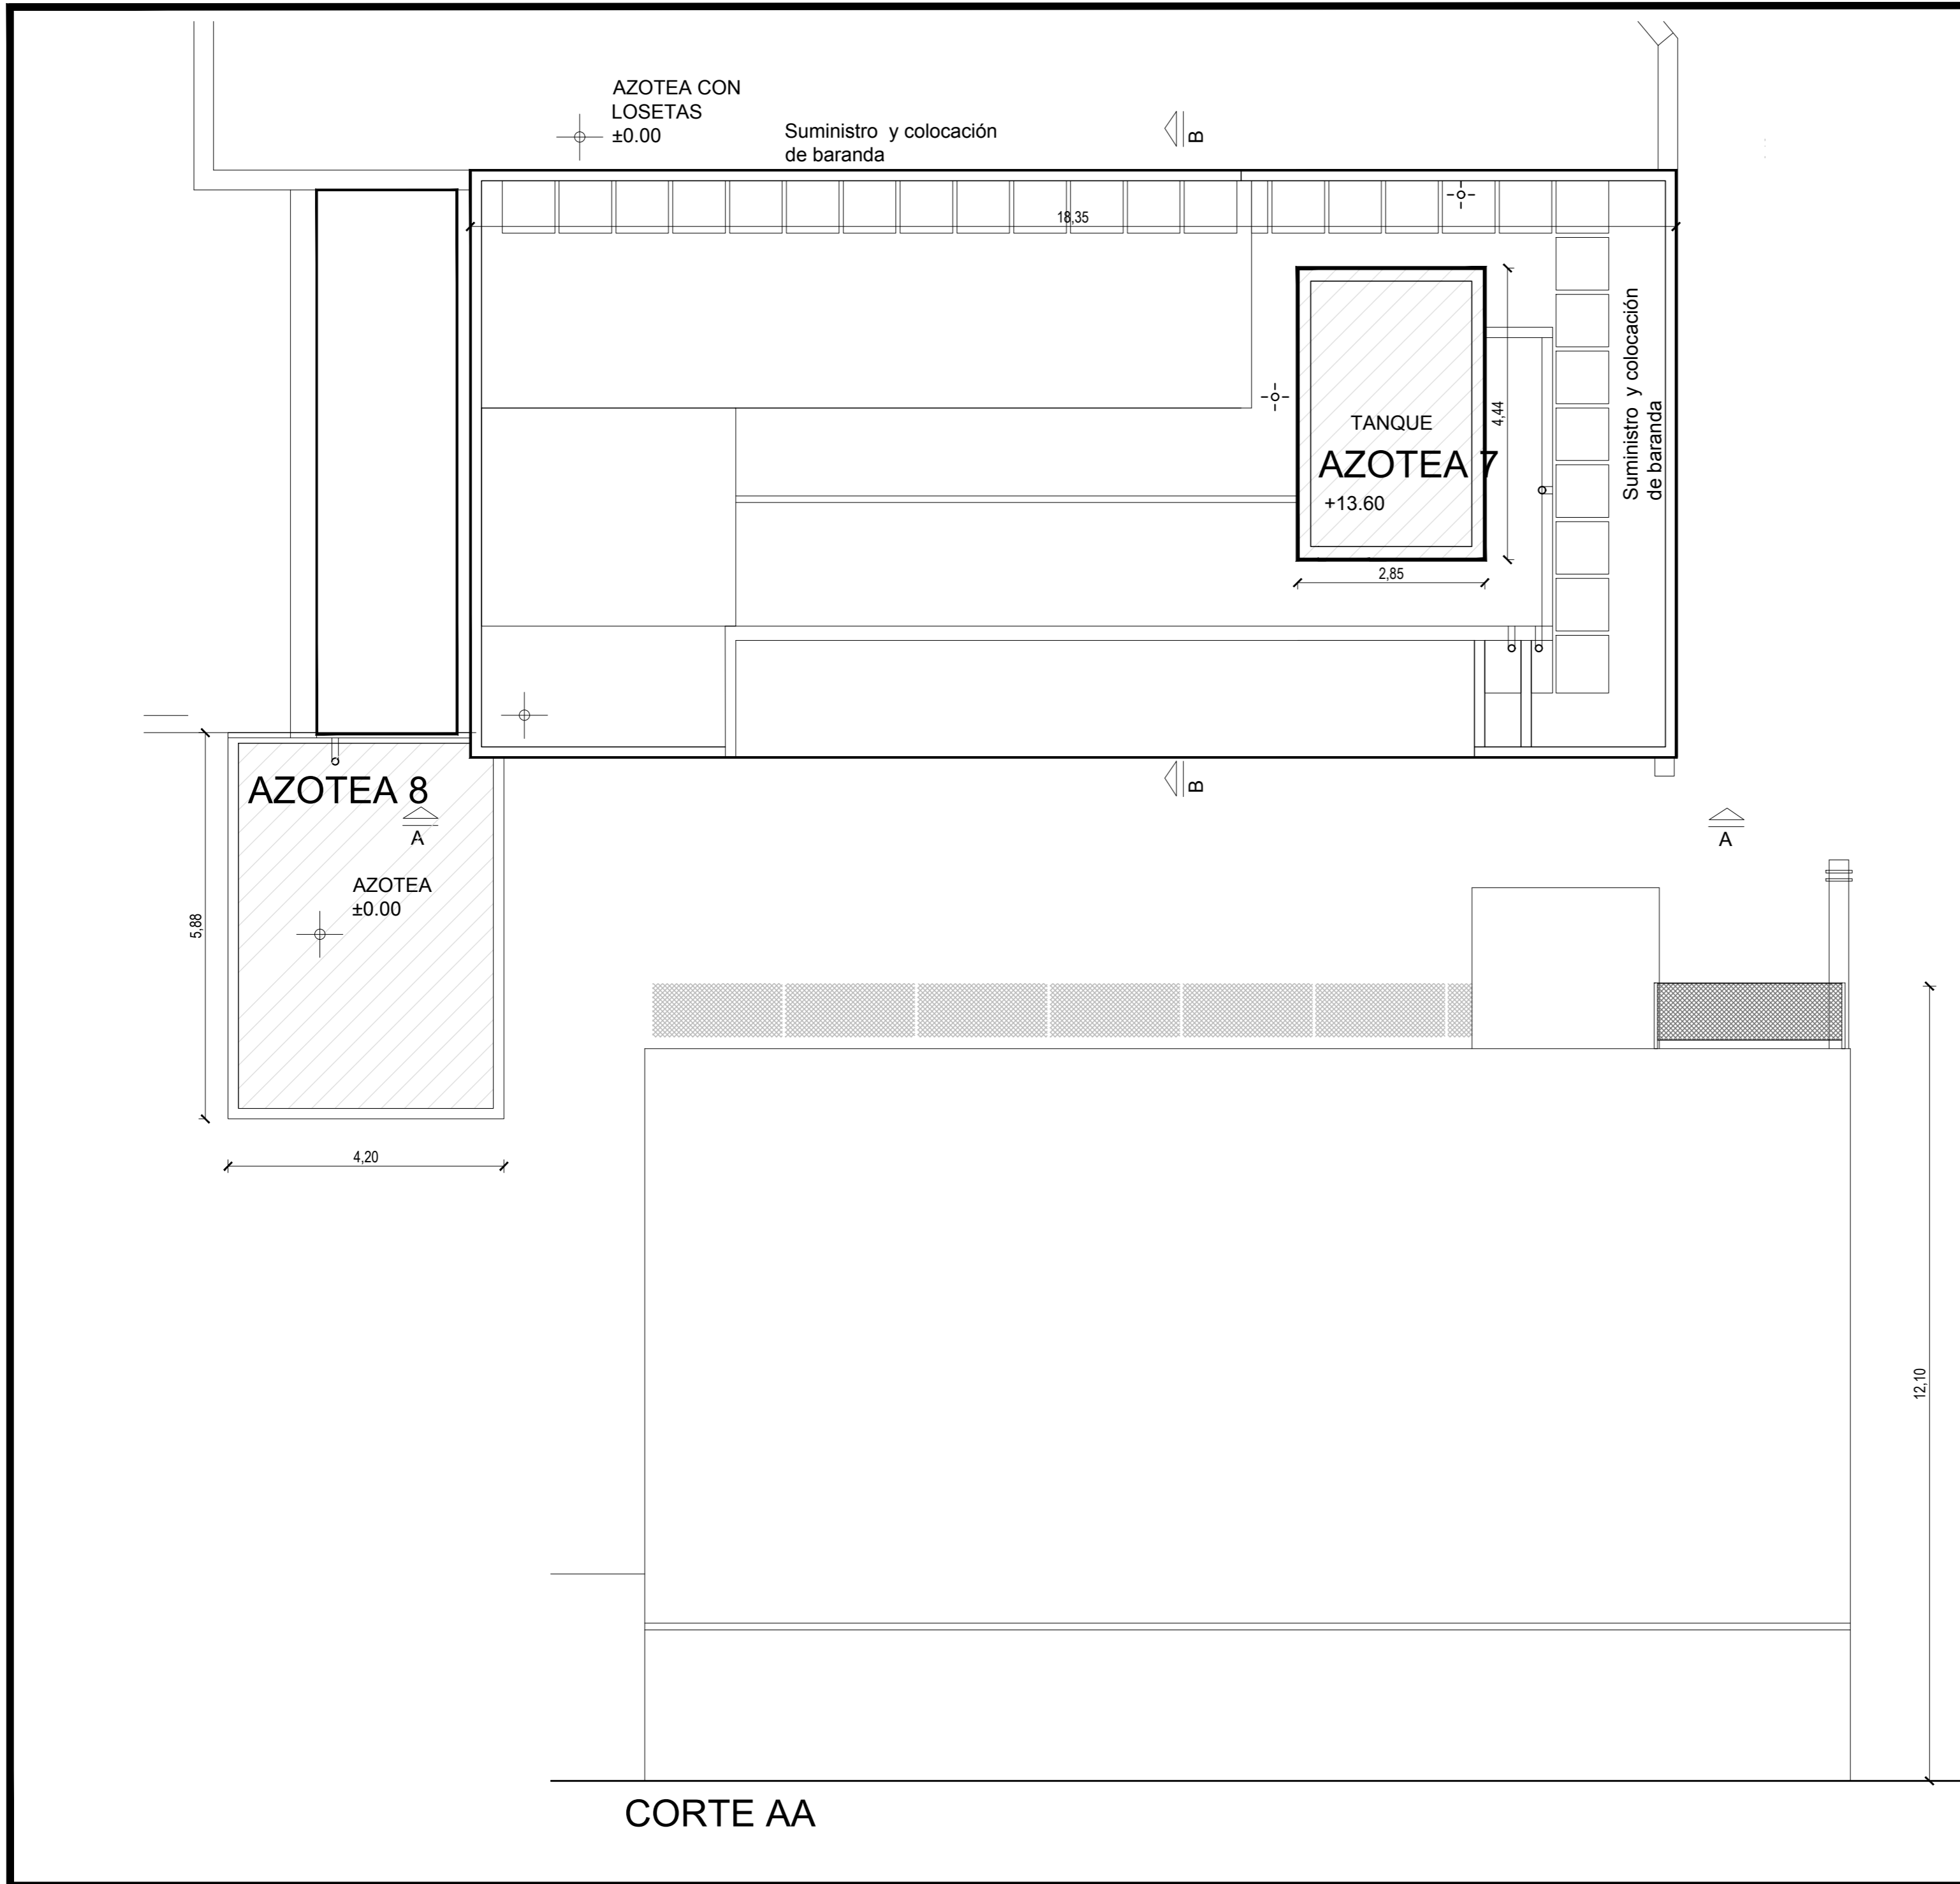 AZOTEA CON
LOSETAS
±0.00
Suministro y colocación
de baranda
B
18,35
Suministro y colocación
de baranda
4,44
TANQUE
AZOTEA 7
+13.60
2,85
B
AZOTEA 8
A
A
AZOTEA
±0.00
5,88
4,20
12,10
CORTE AA